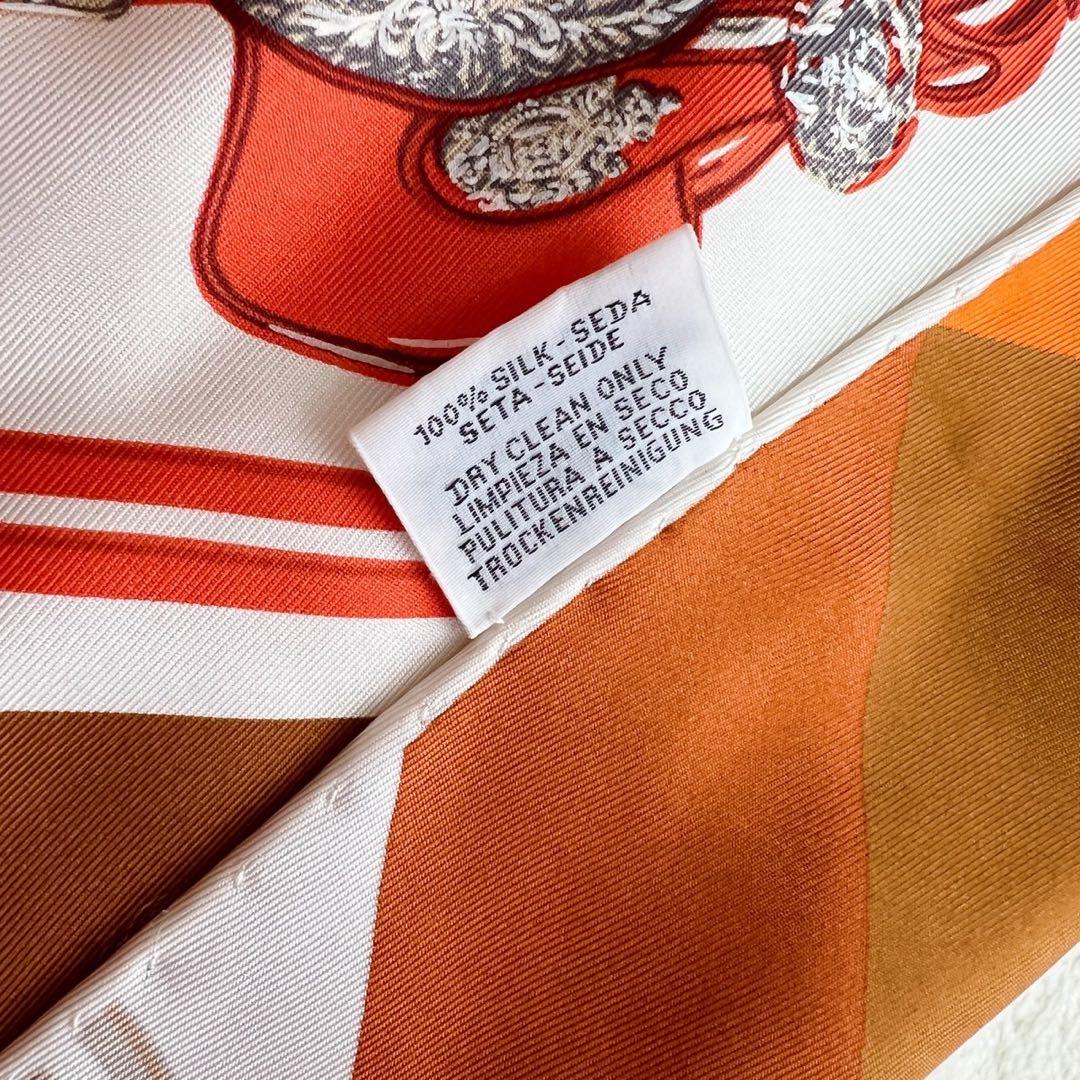 100% SILK-SEDA
SETA-SEIDE
DRY CLEAN ONLY
LIMPIEZA EN SECO
PULITURA A SECCO
TROCKENREINIGUNG